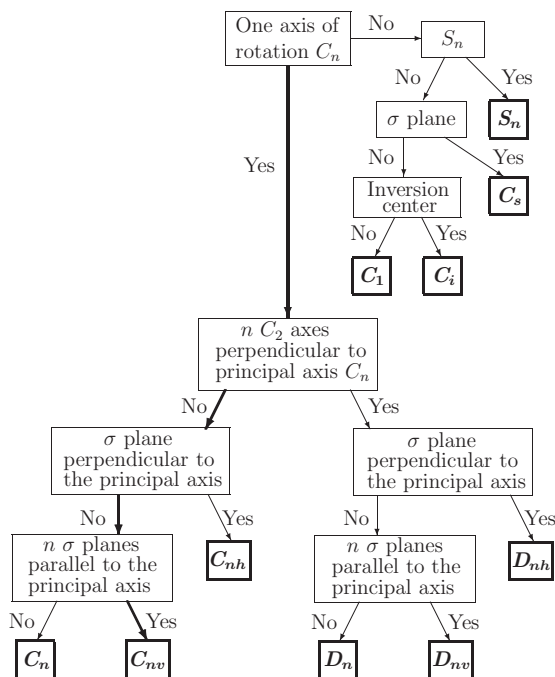 One axis of
rotation Cₙ
No
Sₙ
No
Yes
σ plane
Sₙ
Yes
No
Yes
Inversion
center
Cₛ
No
Yes
C₁
Cᵢ
n C₂ axes
perpendicular to
principal axis Cₙ
No
Yes
σ plane
perpendicular to
the principal axis
σ plane
perpendicular to
the principal axis
No
Yes
No
Yes
n σ planes
parallel to the
principal axis
Cₙₕ
n σ planes
parallel to the
principal axis
Dₙₕ
No
Yes
No
Yes
Cₙ
Cₙᵥ
Dₙ
Dₙᵥ